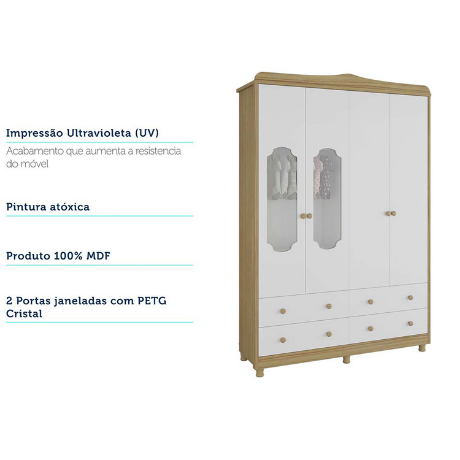 Impressão Ultravioleta (UV)
Acabamento que aumenta a resistencia
do móvel
Pintura atóxica
Produto 100% MDF
2 Portas janeladas com PETG
Cristal